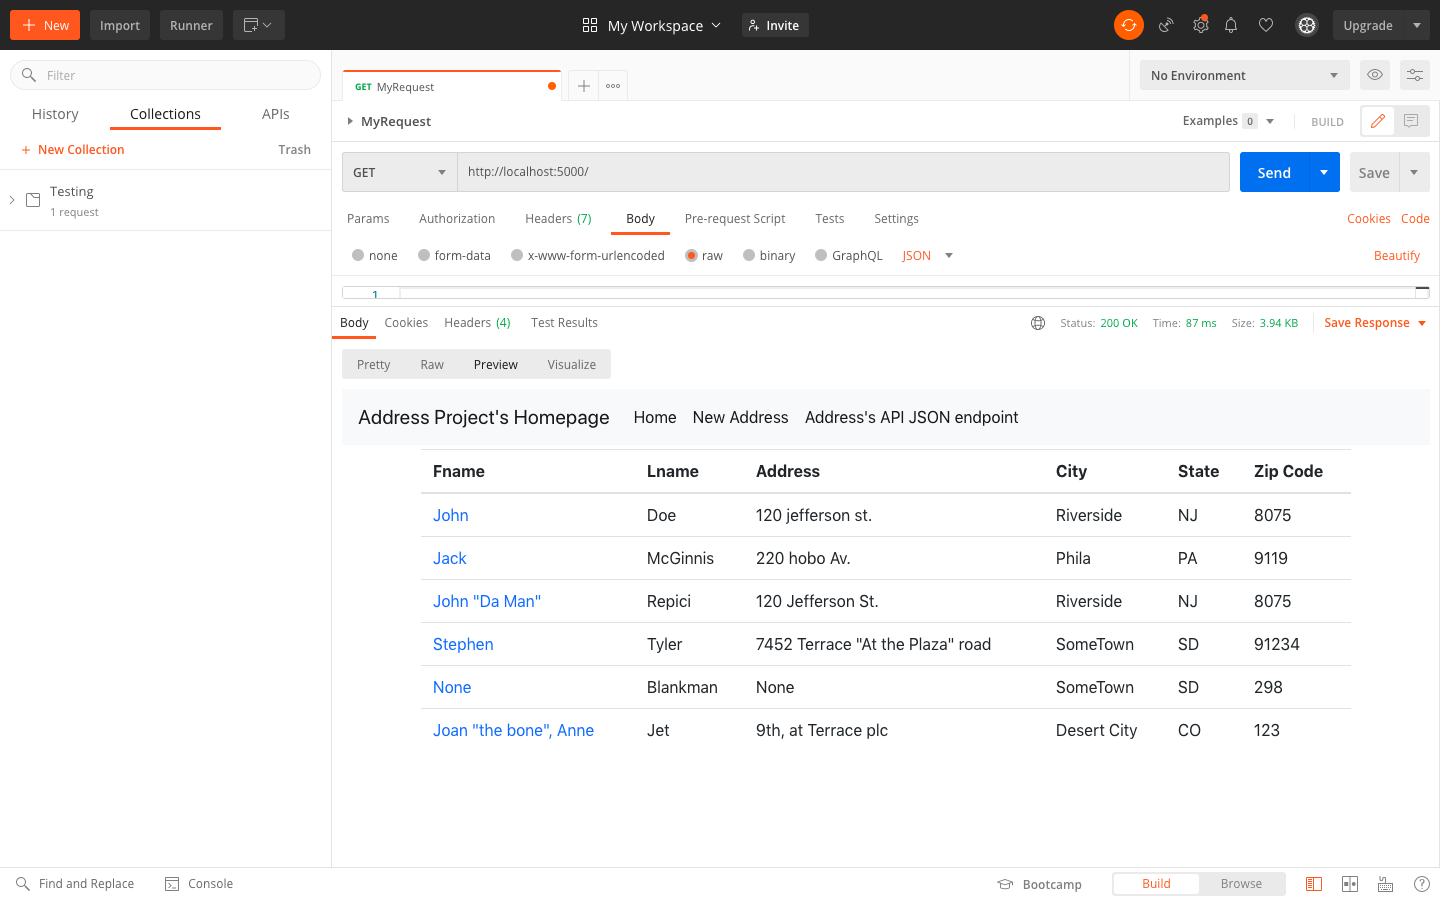 New Import Runner My Workspace Invite Upgrade
Filter
GET MyRequest
No Environment
History Collections APIs
MyRequest Examples 0 BUILD
New Collection Trash
GET http://localhost:5000/ Send Save
Testing
1 request
Params Authorization Headers (7) Body Pre-request Script Tests Settings Cookies Code
none form-data x-www-form-urlencoded raw binary GraphQL JSON Beautify
1
Body Cookies Headers (4) Test Results Status: 200 OK Time: 87 ms Size: 3.94 KB Save Response
Pretty Raw Preview Visualize
Address Project's Homepage Home New Address Address's API JSON endpoint
Fname Lname Address City State Zip Code
John Doe 120 jefferson st. Riverside NJ 8075
Jack McGinnis 220 hobo Av. Phila PA 9119
John "Da Man" Repici 120 Jefferson St. Riverside NJ 8075
Stephen Tyler 7452 Terrace "At the Plaza" road SomeTown SD 91234
None Blankman None SomeTown SD 298
Joan "the bone", Anne Jet 9th, at Terrace plc Desert City CO 123
Find and Replace Console Bootcamp Build Browse